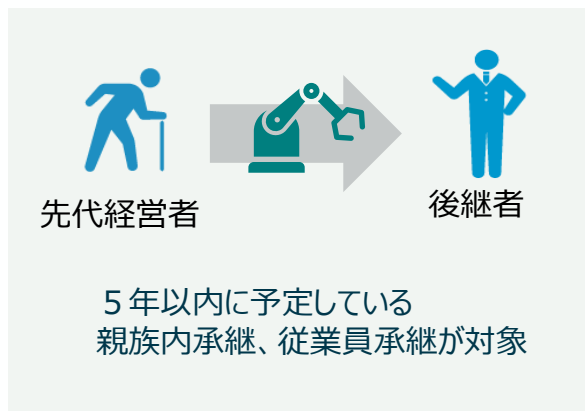 先代経営者
後継者
５年以内に予定している
親族内承継、従業員承継が対象